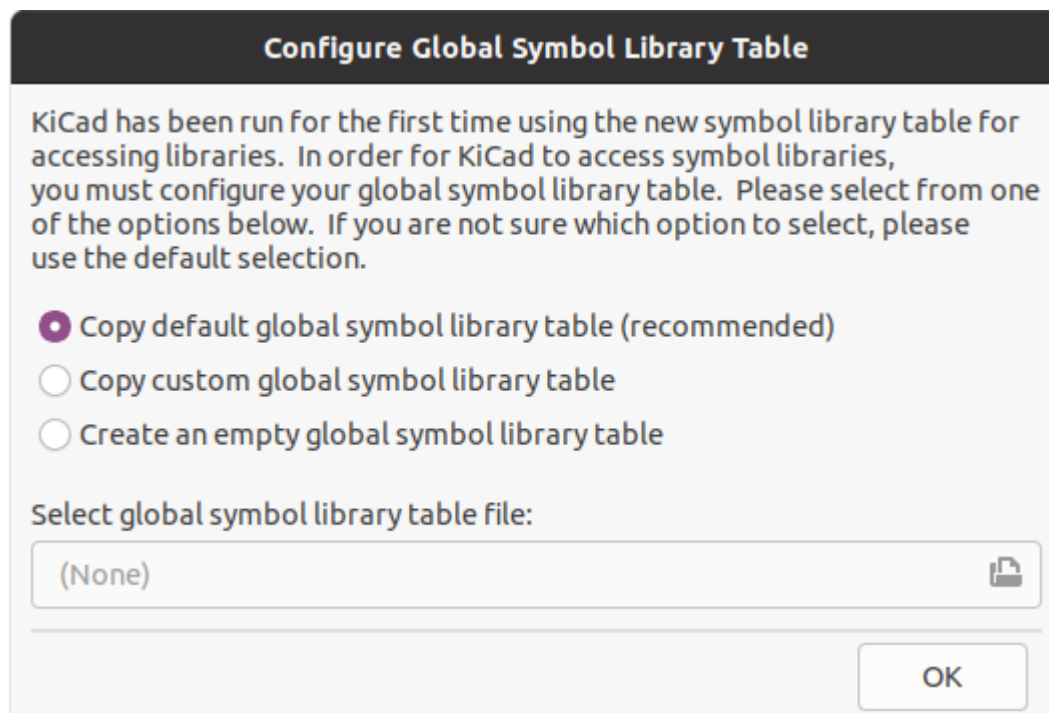 Configure Global Symbol Library Table
KiCad has been run for the first time using the new symbol library table for
accessing libraries.  In order for KiCad to access symbol libraries,
you must configure your global symbol library table.  Please select from one
of the options below.  If you are not sure which option to select, please
use the default selection.
Copy default global symbol library table (recommended)
Copy custom global symbol library table
Create an empty global symbol library table
Select global symbol library table file:
(None)
OK